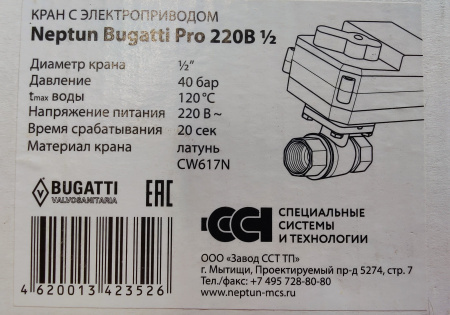 КРАН С ЭЛЕКТРОПРИВОДОМ
Neptun Bugatti Pro 220В ½
Диаметр крана ½"
Давление 40 бар
tmax воды 120 °C
Напряжение питания 220 В ~
Время срабатывания 20 сек
Материал крана латунь
CW617N
BUGATTI
VALVOSANITARIA
EAC
ССТ
СПЕЦИАЛЬНЫЕ
СИСТЕМЫ
И ТЕХНОЛОГИИ
ООО «Завод ССТ ТП»
г. Мытищи, Проектируемый пр-д 5274, стр. 7
Тел./факс: +7 495 728-80-80
www.neptun-mcs.ru
4 620013 423526